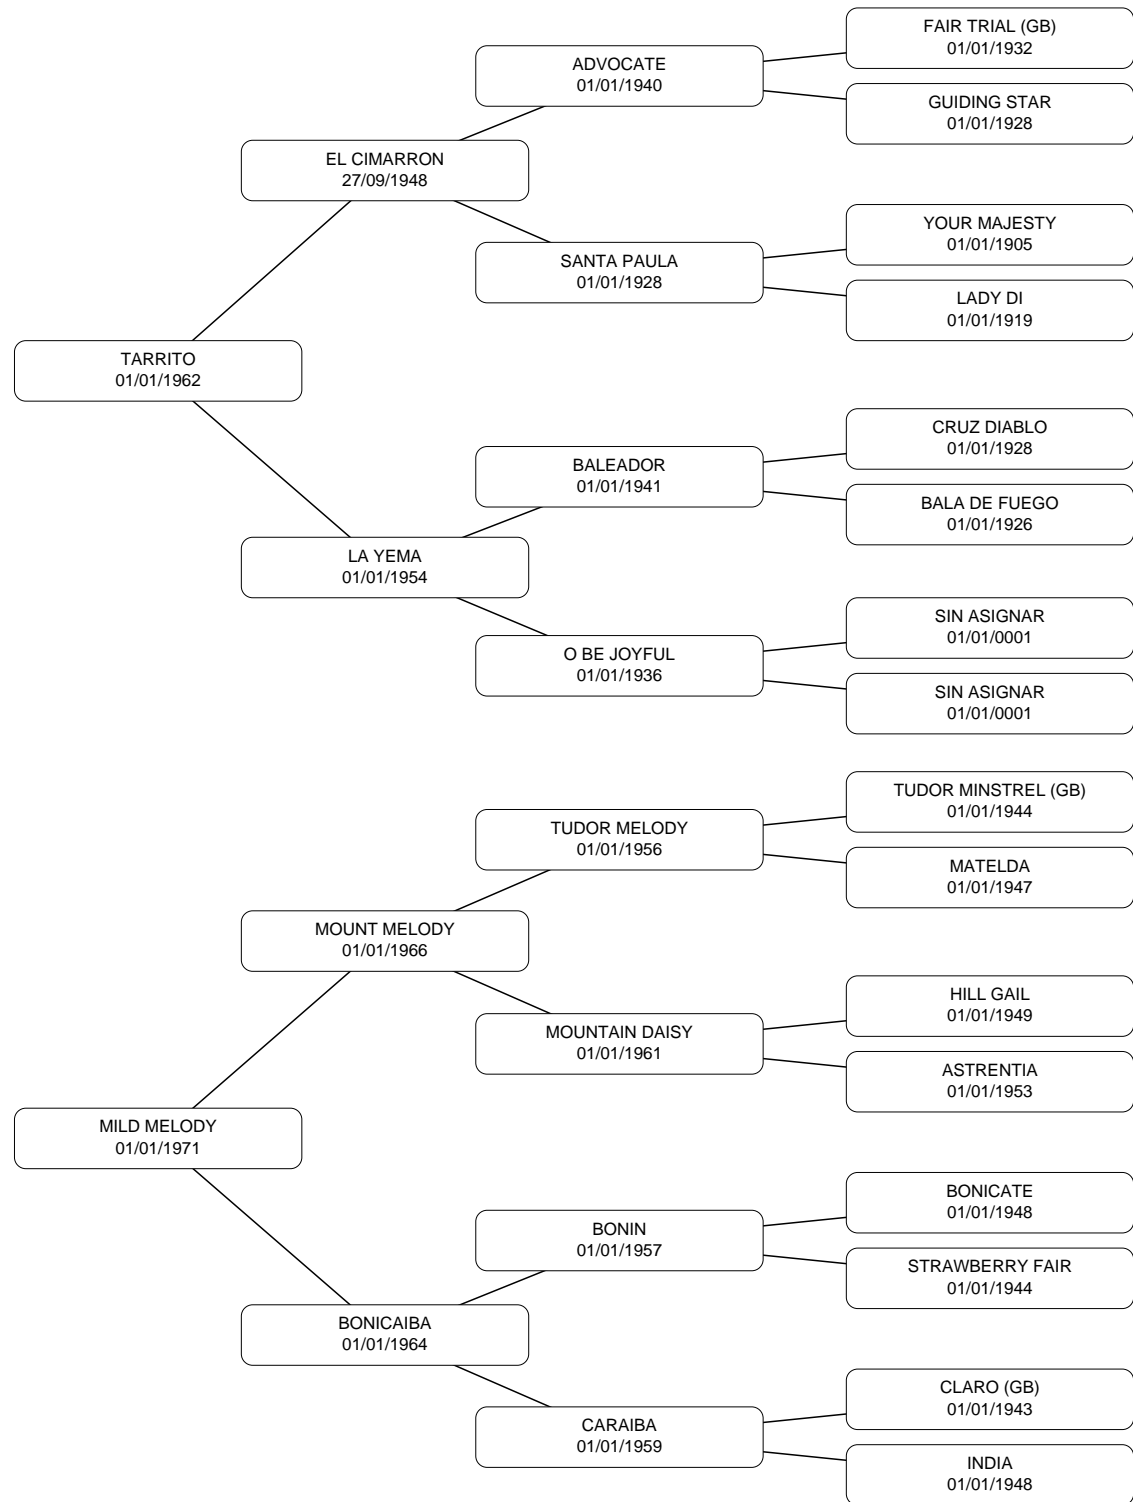 FAIR TRIAL (GB)
01/01/1932
ADVOCATE
01/01/1940
GUIDING STAR
01/01/1928
EL CIMARRON
27/09/1948
YOUR MAJESTY
01/01/1905
SANTA PAULA
01/01/1928
LADY DI
01/01/1919
TARRITO
01/01/1962
CRUZ DIABLO
01/01/1928
BALEADOR
01/01/1941
BALA DE FUEGO
01/01/1926
LA YEMA
01/01/1954
SIN ASIGNAR
01/01/0001
O BE JOYFUL
01/01/1936
SIN ASIGNAR
01/01/0001
TUDOR MINSTREL (GB)
01/01/1944
TUDOR MELODY
01/01/1956
MATELDA
01/01/1947
MOUNT MELODY
01/01/1966
HILL GAIL
01/01/1949
MOUNTAIN DAISY
01/01/1961
ASTRENTIA
01/01/1953
MILD MELODY
01/01/1971
BONICATE
01/01/1948
BONIN
01/01/1957
STRAWBERRY FAIR
01/01/1944
BONICAIBA
01/01/1964
CLARO (GB)
01/01/1943
CARAIBA
01/01/1959
INDIA
01/01/1948